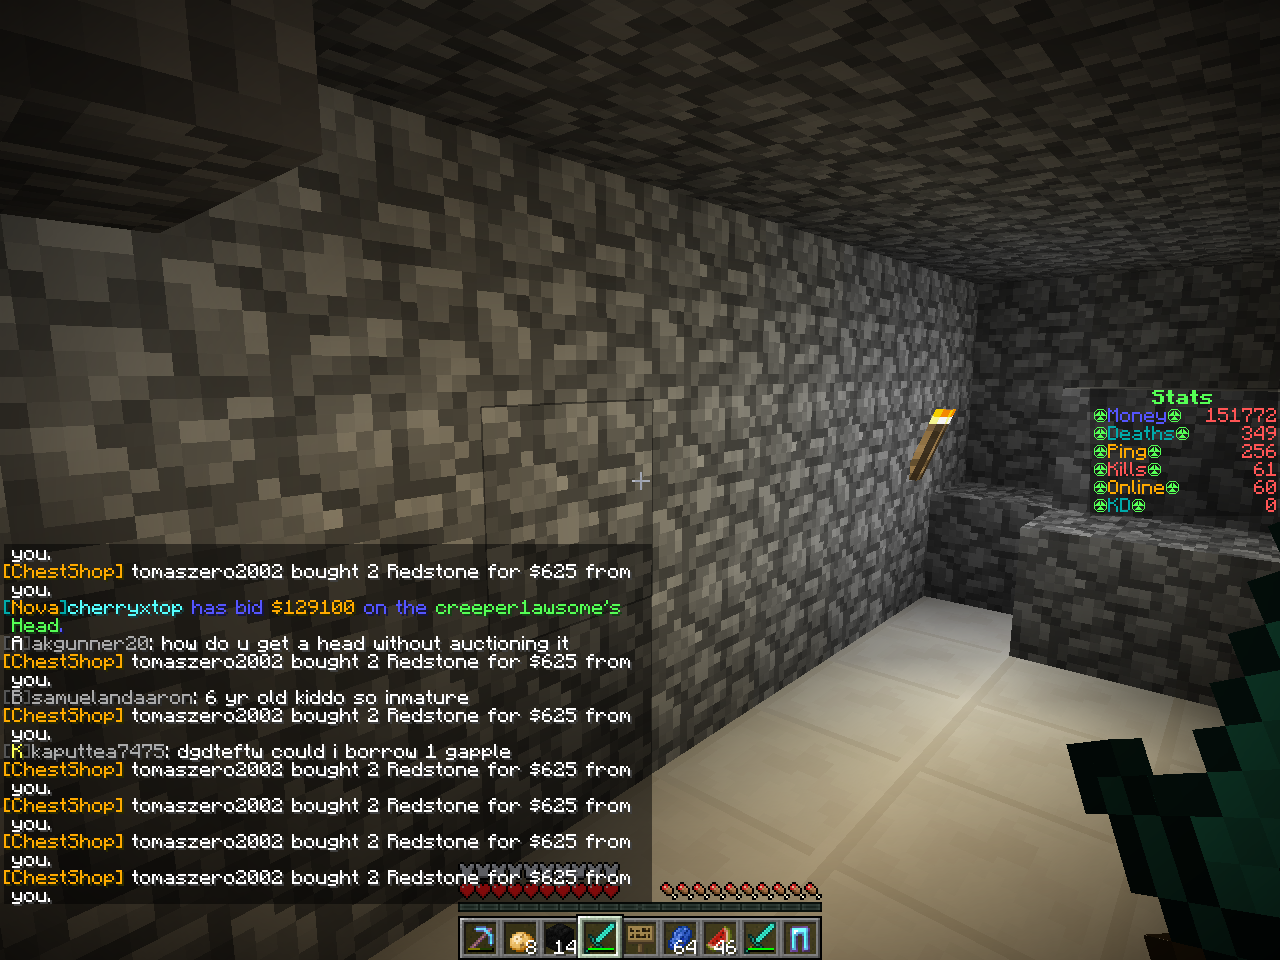 Stats
Money 151772
Deaths 349
Ping 256
Kills 61
Online 60
KD 0
you.
[ChestShop] tomaszero2002 bought 2 Redstone for $625 from
you.
[Nova]cherryxtop has bid $129100 on the creeper1awsome's
Head.
[A]akgunner20: how do u get a head without auctioning it
[ChestShop] tomaszero2002 bought 2 Redstone for $625 from
you.
[B]samuelandaaron: 6 yr old kiddo so inmature
[ChestShop] tomaszero2002 bought 2 Redstone for $625 from
you.
[K]kaputtea7475: dgdteftw could i borrow 1 gapple
[ChestShop] tomaszero2002 bought 2 Redstone for $625 from
you.
[ChestShop] tomaszero2002 bought 2 Redstone for $625 from
you.
[ChestShop] tomaszero2002 bought 2 Redstone for $625 from
you.
[ChestShop] tomaszero2002 bought 2 Redstone for $625 from
you.
8 14 64 46